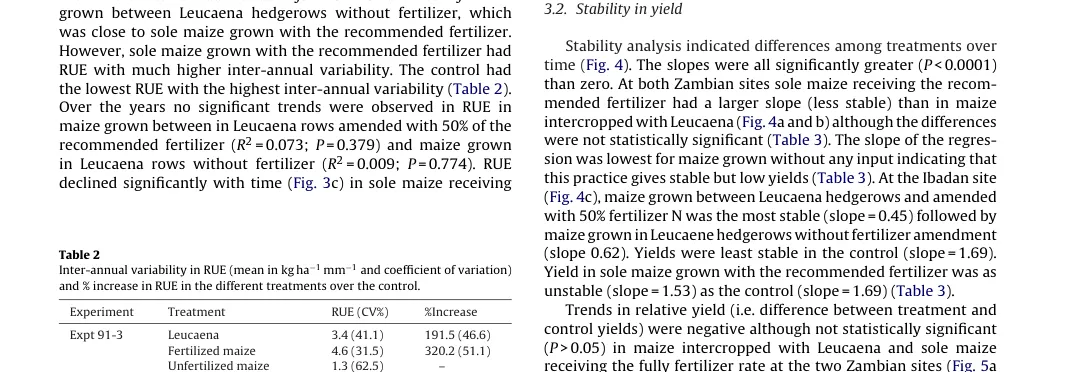 grown between Leucaena hedgerows without fertilizer, which
was close to sole maize grown with the recommended fertilizer.
However, sole maize grown with the recommended fertilizer had
RUE with much higher inter-annual variability. The control had
the lowest RUE with the highest inter-annual variability (Table 2).
Over the years no significant trends were observed in RUE in
maize grown between in Leucaena rows amended with 50% of the
recommended fertilizer (R² = 0.073; P = 0.379) and maize grown
in Leucaena rows without fertilizer (R² = 0.009; P = 0.774). RUE
declined significantly with time (Fig. 3c) in sole maize receiving
Table 2
Inter-annual variability in RUE (mean in kg ha⁻¹ mm⁻¹ and coefficient of variation)
and % increase in RUE in the different treatments over the control.
Experiment Treatment RUE (CV%) %Increase
Expt 91-3 Leucaena 3.4 (41.1) 191.5 (46.6)
Fertilized maize 4.6 (31.5) 320.2 (51.1)
Unfertilized maize 1.3 (62.5) –
3.2. Stability in yield
Stability analysis indicated differences among treatments over
time (Fig. 4). The slopes were all significantly greater (P < 0.0001)
than zero. At both Zambian sites sole maize receiving the recom-
mended fertilizer had a larger slope (less stable) than in maize
intercropped with Leucaena (Fig. 4a and b) although the differences
were not statistically significant (Table 3). The slope of the regres-
sion was lowest for maize grown without any input indicating that
this practice gives stable but low yields (Table 3). At the Ibadan site
(Fig. 4c), maize grown between Leucaena hedgerows and amended
with 50% fertilizer N was the most stable (slope = 0.45) followed by
maize grown in Leucaene hedgerows without fertilizer amendment
(slope 0.62). Yields were least stable in the control (slope = 1.69).
Yield in sole maize grown with the recommended fertilizer was as
unstable (slope = 1.53) as the control (slope = 1.69) (Table 3).
Trends in relative yield (i.e. difference between treatment and
control yields) were negative although not statistically significant
(P > 0.05) in maize intercropped with Leucaena and sole maize
receiving the fully fertilizer rate at the two Zambian sites (Fig. 5a